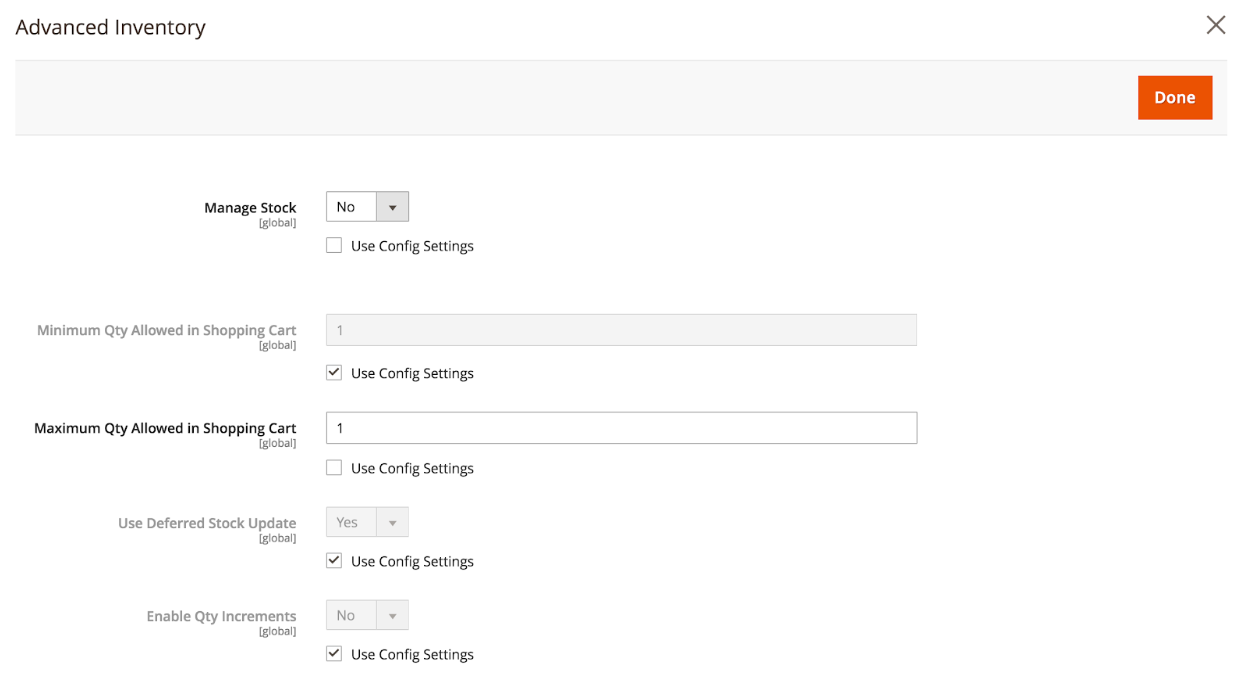 Advanced Inventory
Done
Manage Stock
[global]
No
Use Config Settings
Minimum Qty Allowed in Shopping Cart
[global]
1
Use Config Settings
Maximum Qty Allowed in Shopping Cart
[global]
1
Use Config Settings
Use Deferred Stock Update
[global]
Yes
Use Config Settings
Enable Qty Increments
[global]
No
Use Config Settings